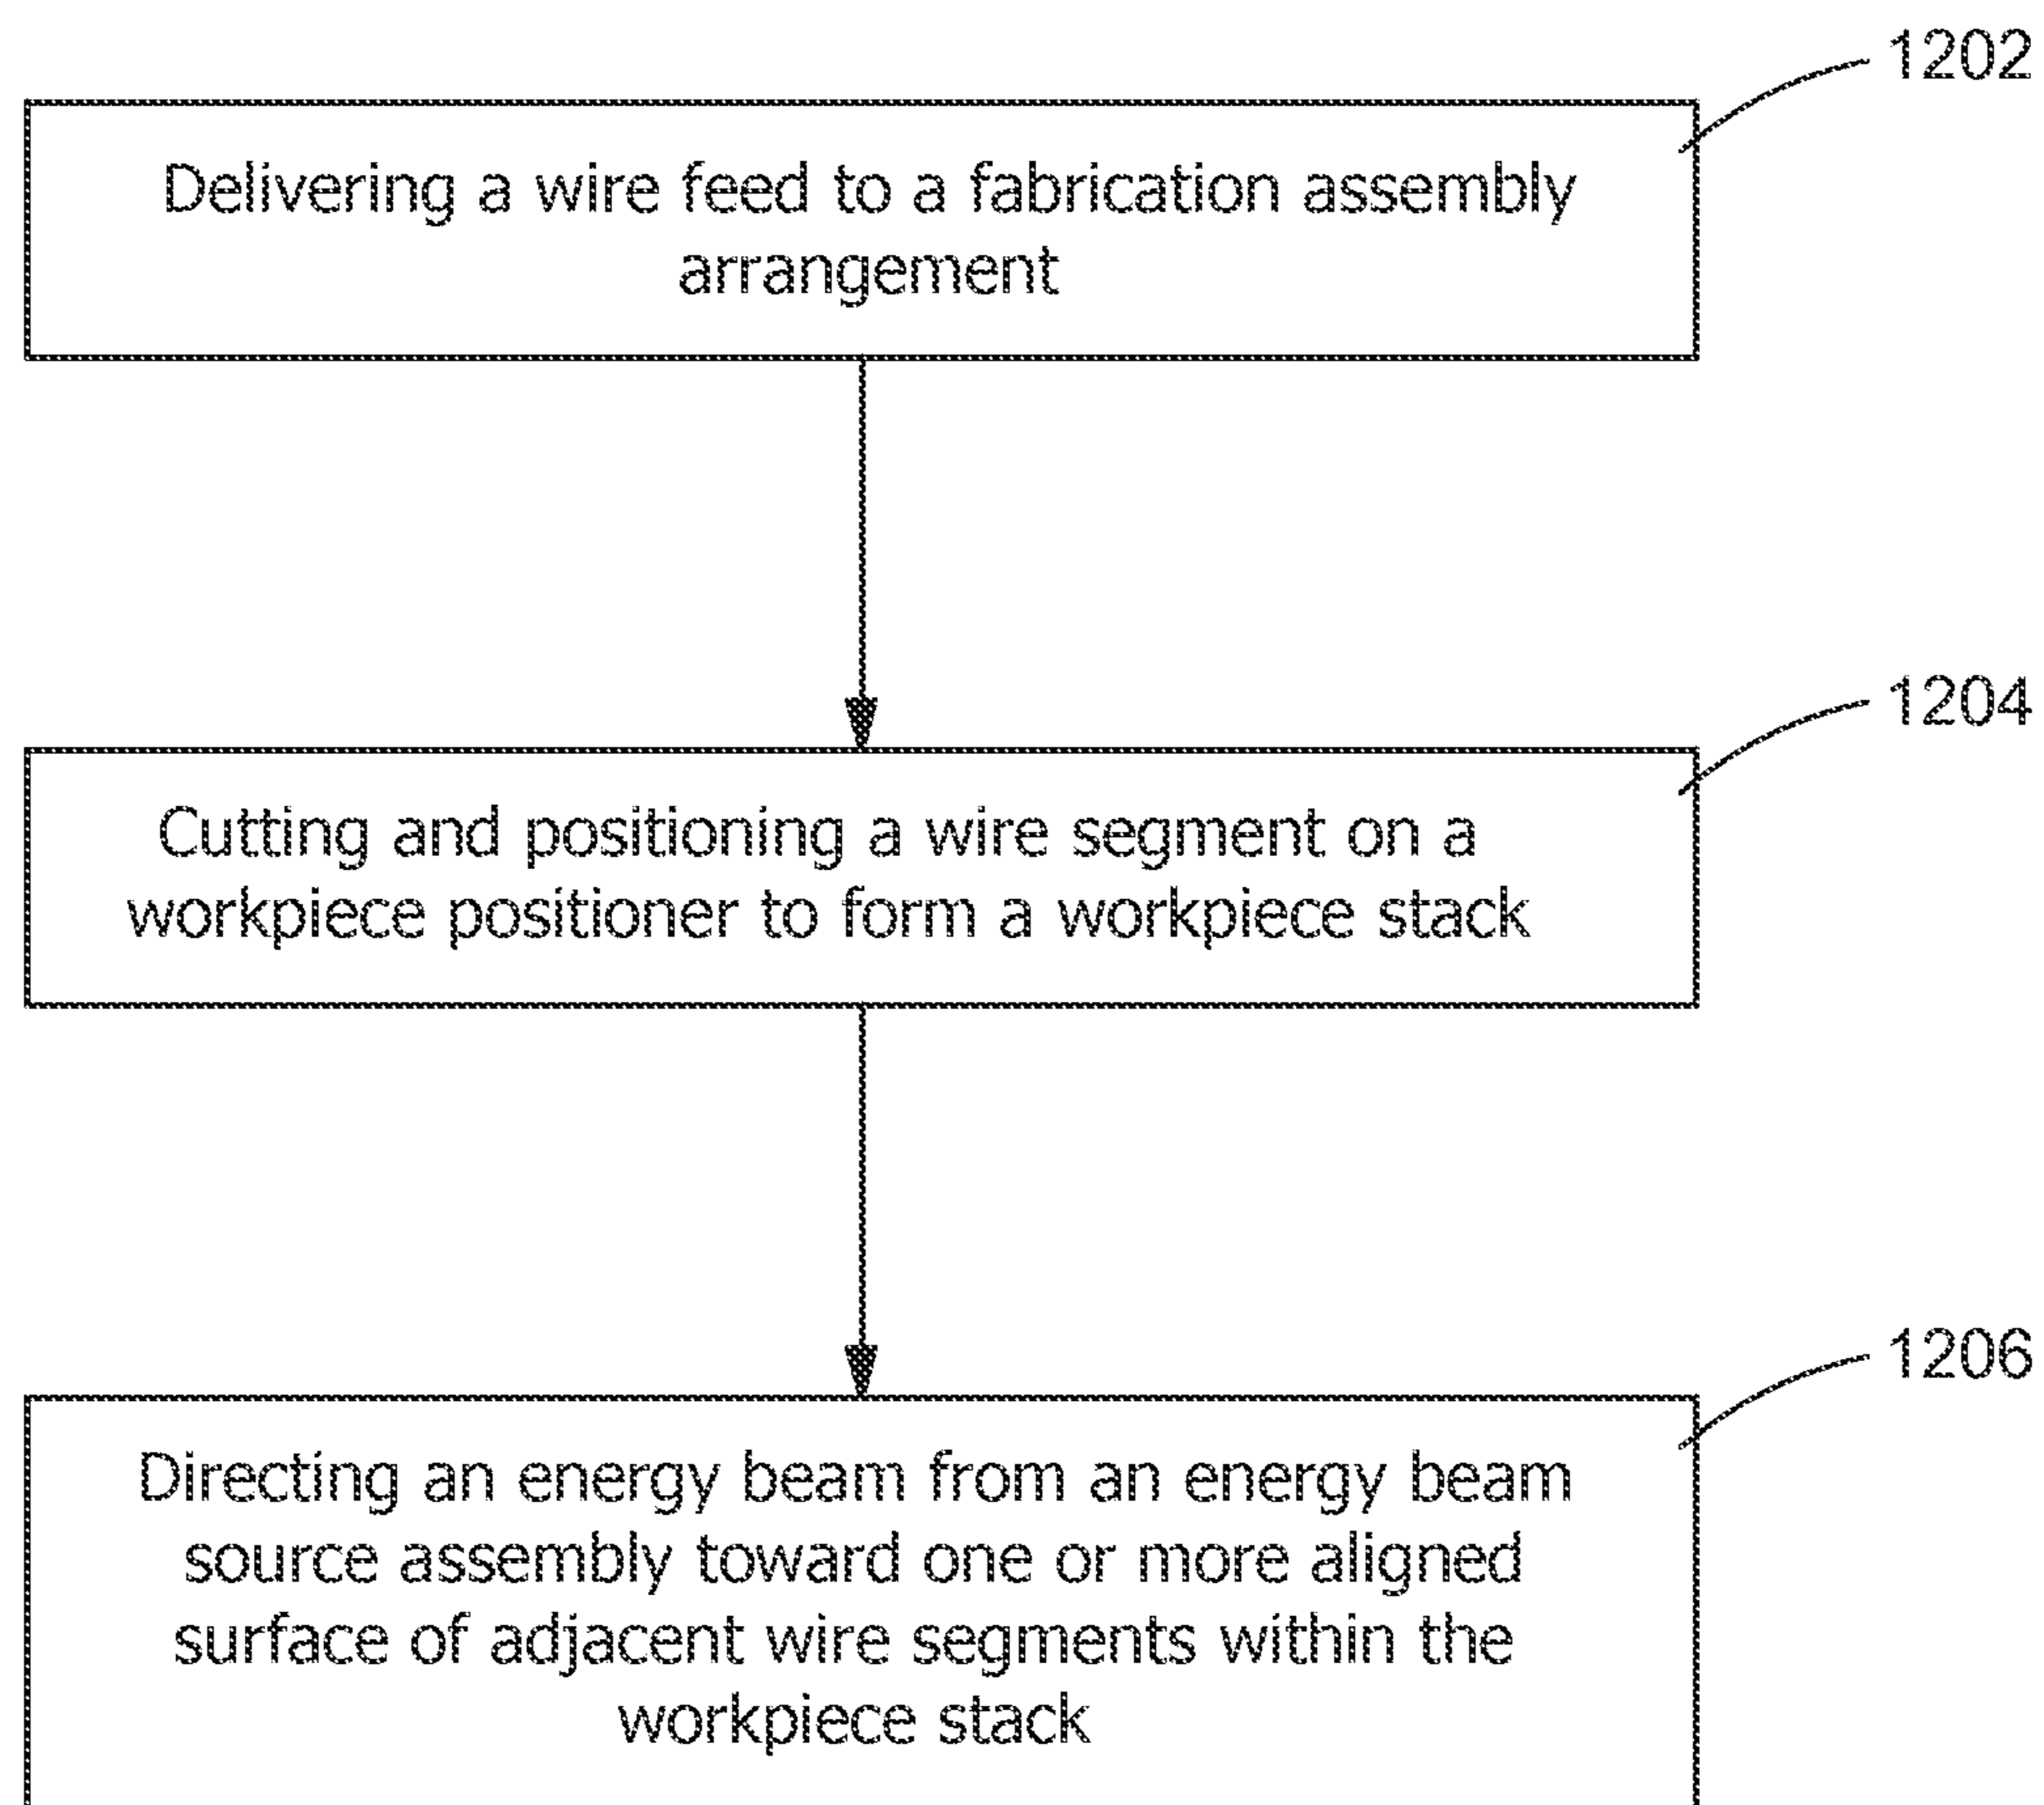 1202
Delivering a wire feed to a fabrication assembly
arrangement
1204
Cutting and positioning a wire segment on a
workpiece positioner to form a workpiece stack
1206
Directing an energy beam from an energy beam
source assembly toward one or more aligned
surface of adjacent wire segments within the
workpiece stack